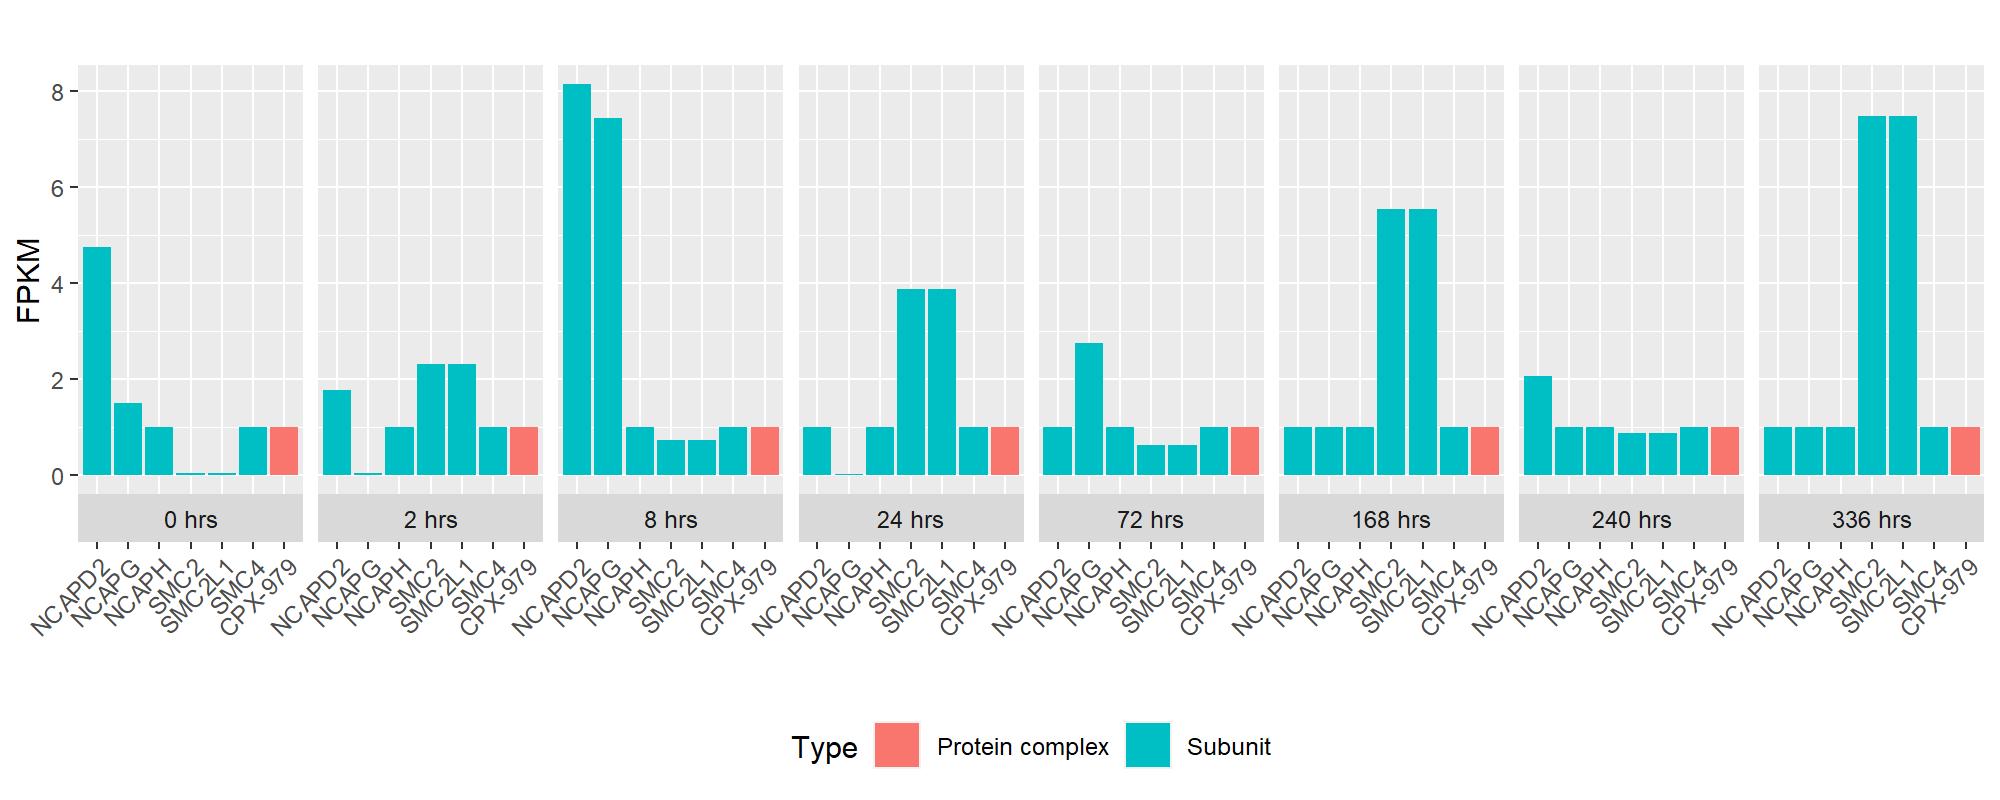 FPKM
8
6
4
2
0
0 hrs
2 hrs
8 hrs
24 hrs
72 hrs
168 hrs
240 hrs
336 hrs
NCAPD2
NCAPG
NCAPH
SMC2
SMC2L1
SMC4
CPX-979
NCAPD2
NCAPG
NCAPH
SMC2
SMC2L1
SMC4
CPX-979
NCAPD2
NCAPG
NCAPH
SMC2
SMC2L1
SMC4
CPX-979
NCAPD2
NCAPG
NCAPH
SMC2
SMC2L1
SMC4
CPX-979
NCAPD2
NCAPG
NCAPH
SMC2
SMC2L1
SMC4
CPX-979
NCAPD2
NCAPG
NCAPH
SMC2
SMC2L1
SMC4
CPX-979
NCAPD2
NCAPG
NCAPH
SMC2
SMC2L1
SMC4
CPX-979
NCAPD2
NCAPG
NCAPH
SMC2
SMC2L1
SMC4
CPX-979
Type Protein complex Subunit